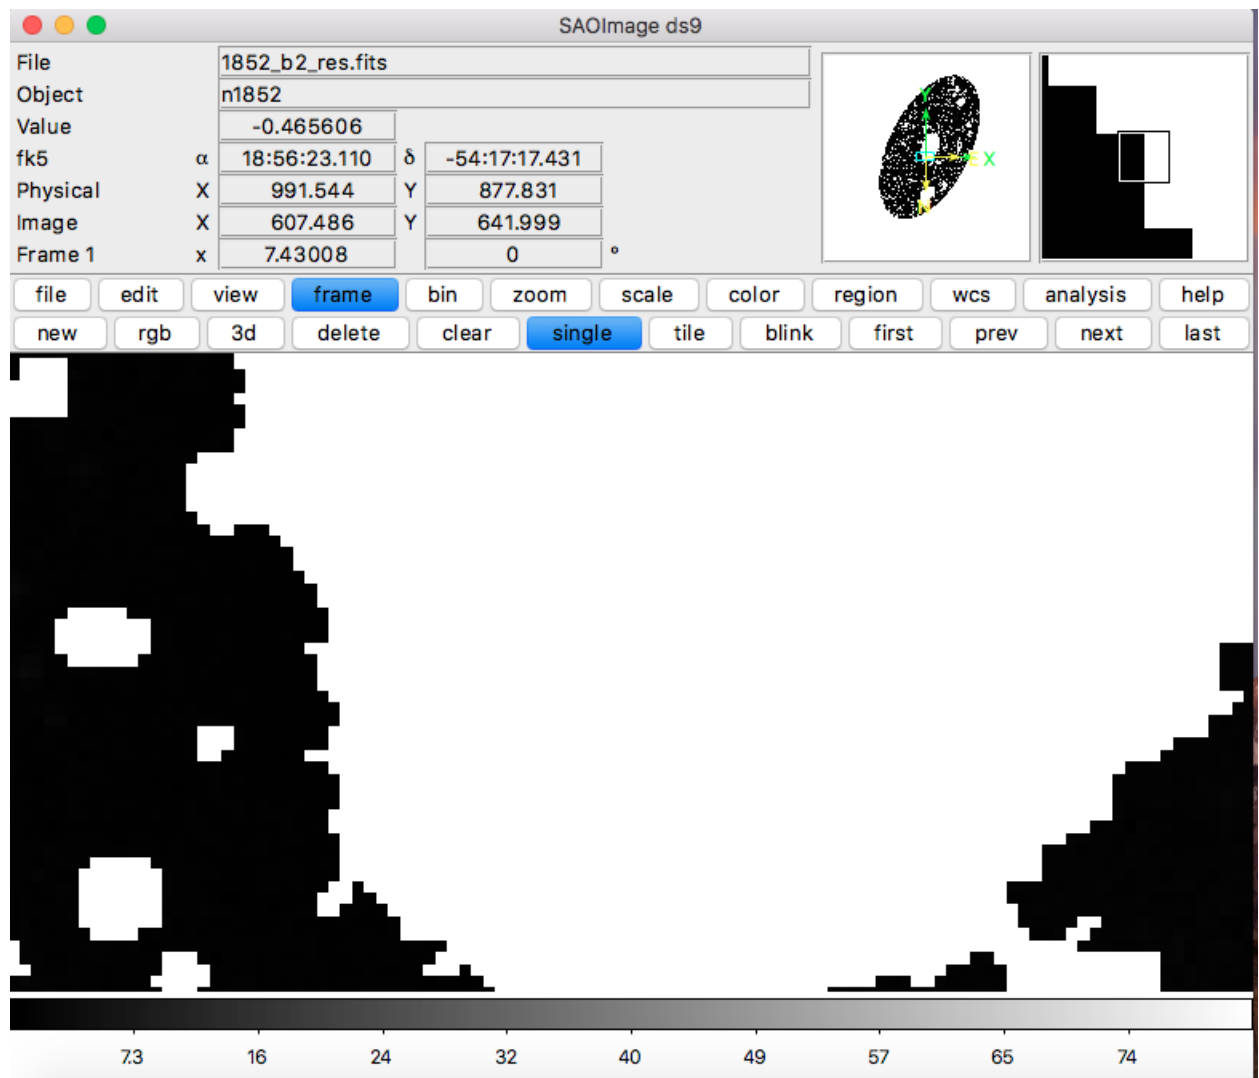 SAOImage ds9
File 1852_b2_res.fits
Object n1852
Value -0.465606
fk5 α 18:56:23.110 δ -54:17:17.431
Physical X 991.544 Y 877.831
Image X 607.486 Y 641.999
Frame 1 x 7.43008 0 °
Y
X
E
N
file edit view frame bin zoom scale color region wcs analysis help
new rgb 3d delete clear single tile blink first prev next last
7.3 16 24 32 40 49 57 65 74